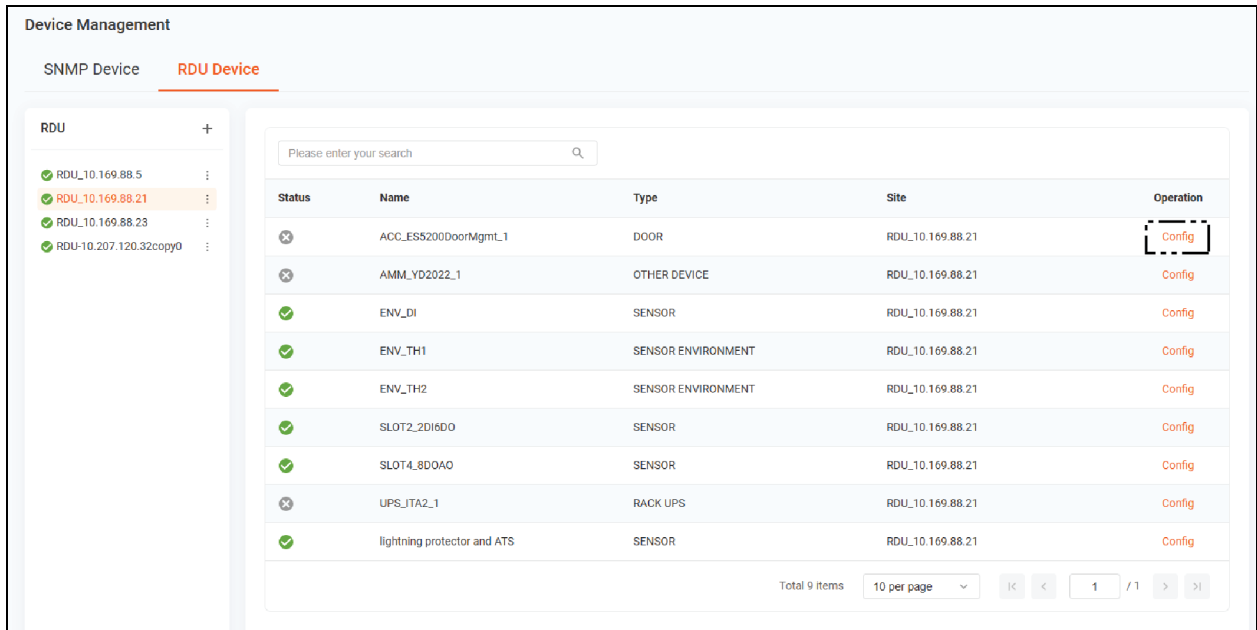 Device Management
SNMP Device RDU Device
RDU +
RDU_10.169.88.5
RDU_10.169.88.21
RDU_10.169.88.23
RDU-10.207.120.32copy0
Please enter your search
Status Name Type Site Operation
ACC_ES5200DoorMgmt_1 DOOR RDU_10.169.88.21 Config
AMM_YD2022_1 OTHER DEVICE RDU_10.169.88.21 Config
ENV_DI SENSOR RDU_10.169.88.21 Config
ENV_TH1 SENSOR ENVIRONMENT RDU_10.169.88.21 Config
ENV_TH2 SENSOR ENVIRONMENT RDU_10.169.88.21 Config
SLOT2_2DI6DO SENSOR RDU_10.169.88.21 Config
SLOT4_8DOAO SENSOR RDU_10.169.88.21 Config
UPS_ITA2_1 RACK UPS RDU_10.169.88.21 Config
lightning protector and ATS SENSOR RDU_10.169.88.21 Config
Total 9 items 10 per page 1 / 1